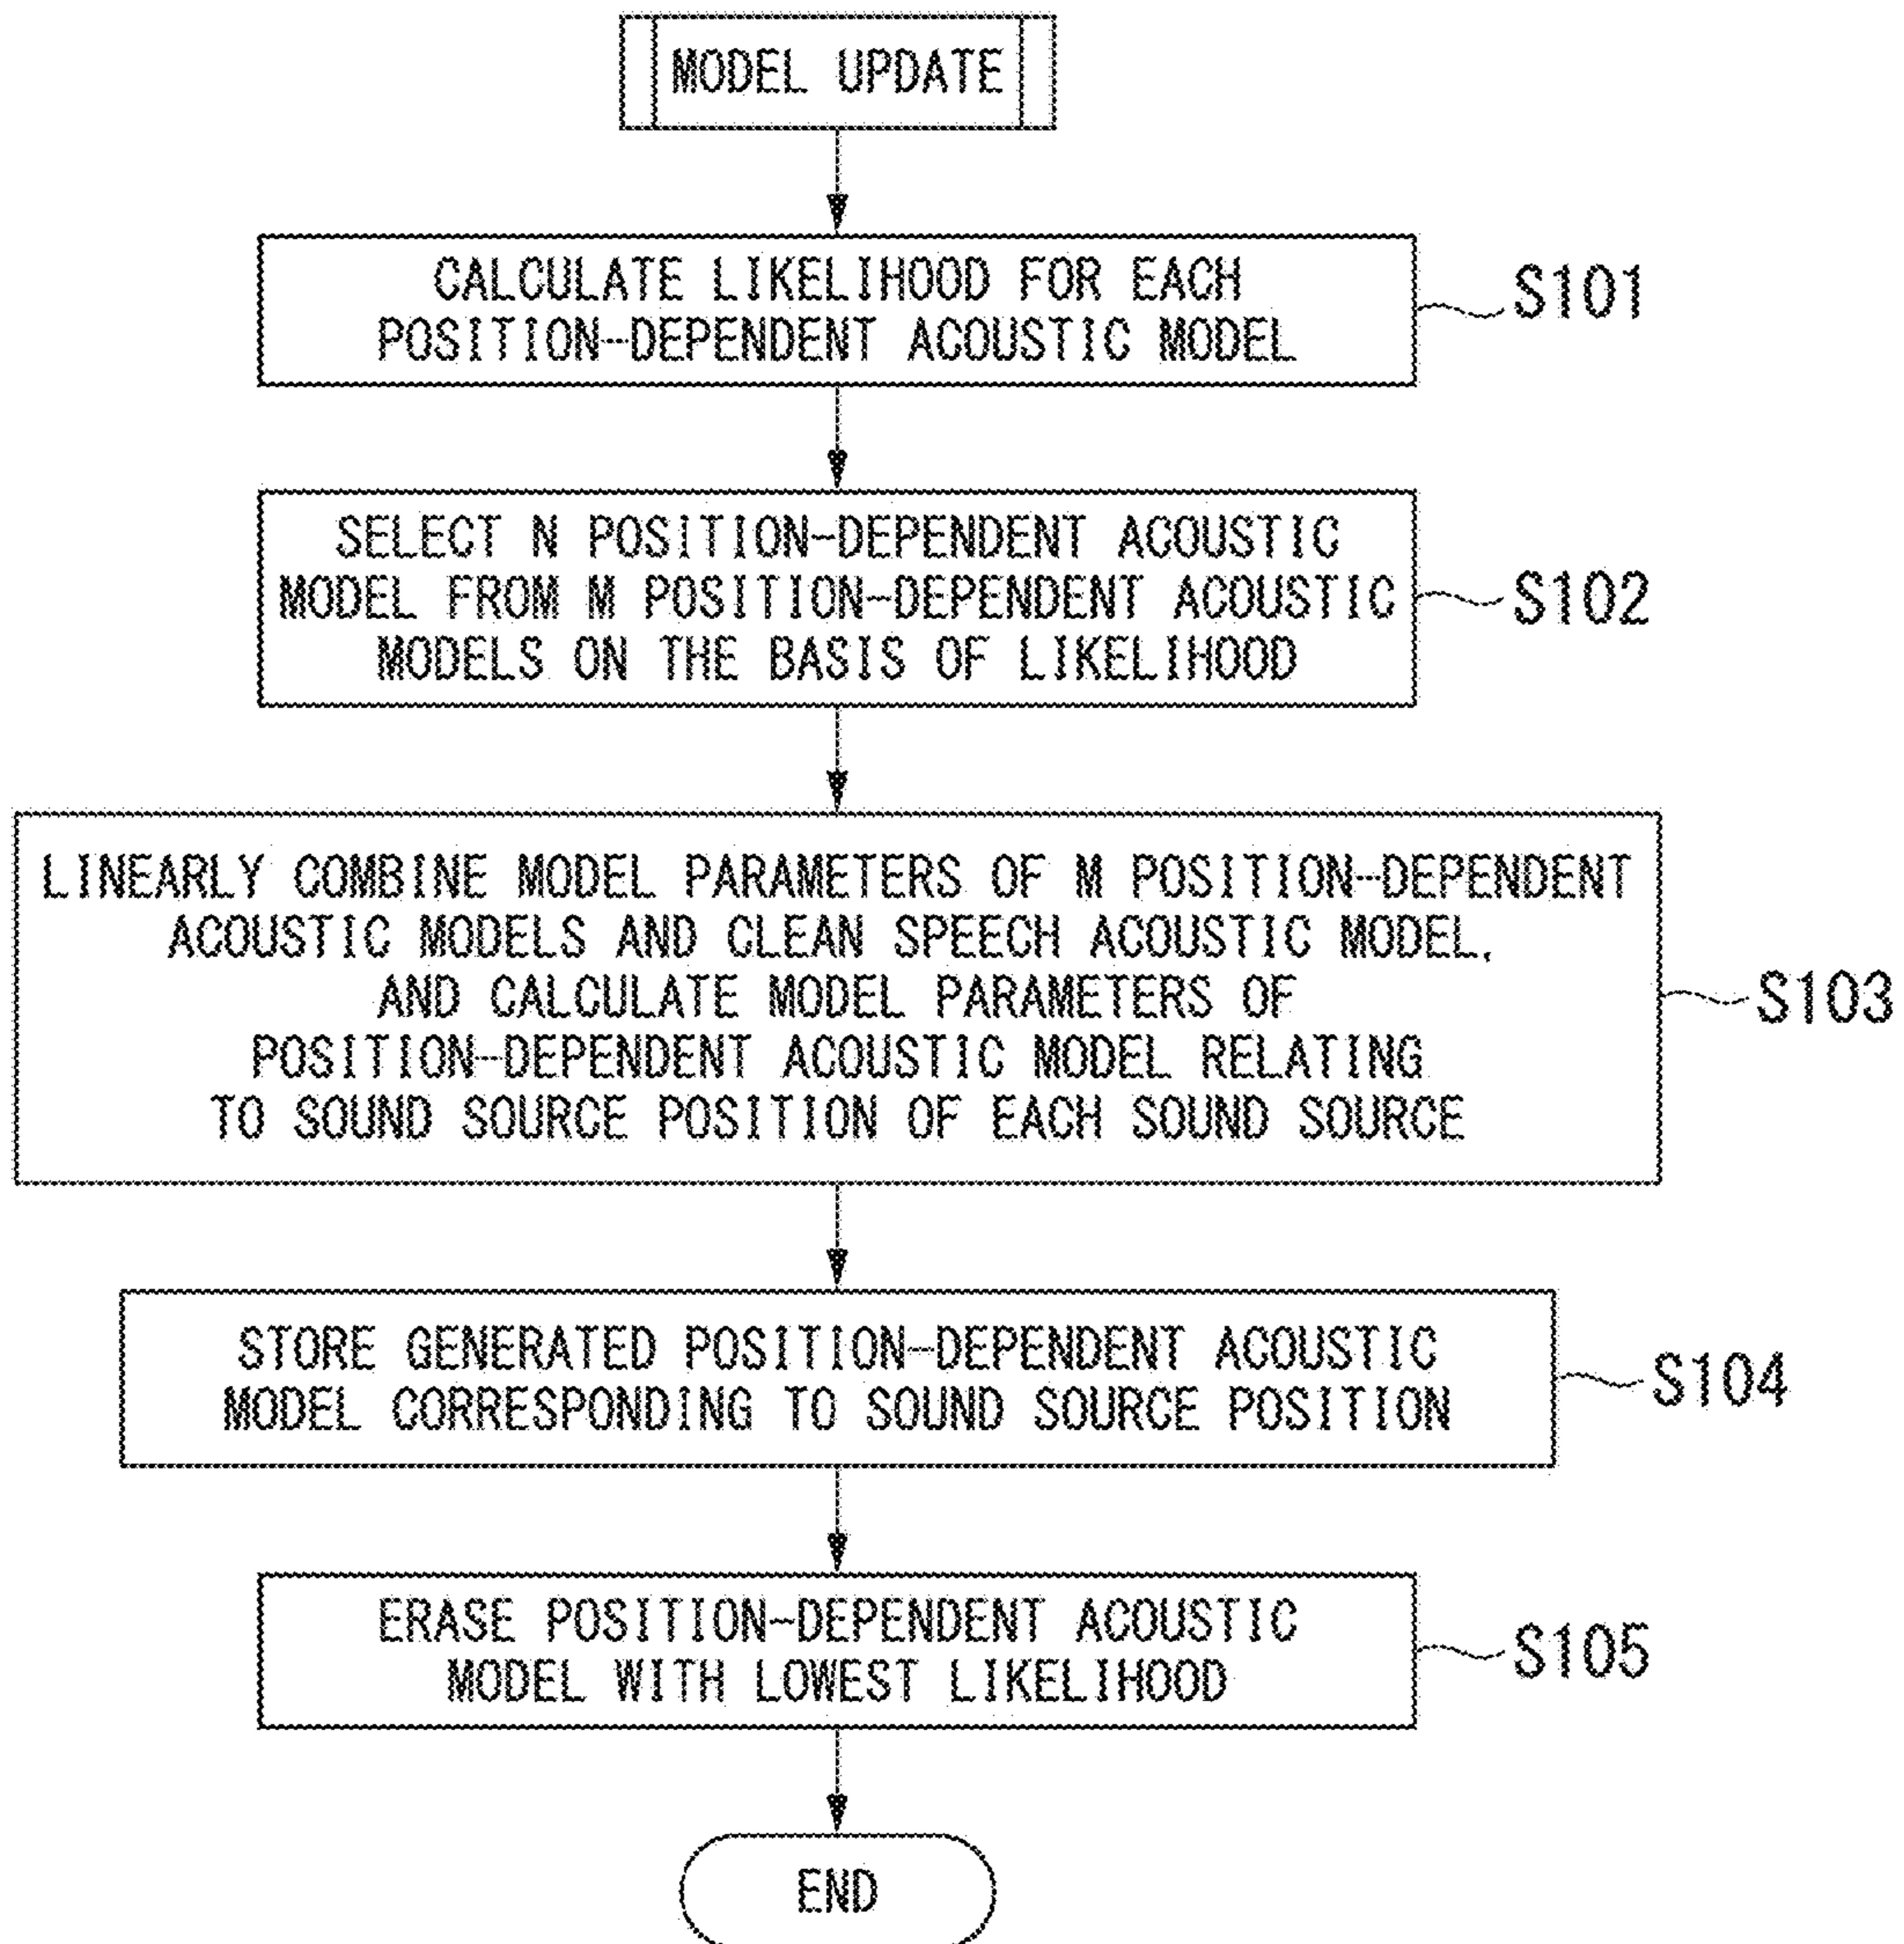 MODEL UPDATE
CALCULATE LIKELIHOOD FOR EACH
POSITION-DEPENDENT ACOUSTIC MODEL
S101
SELECT N POSITION-DEPENDENT ACOUSTIC
MODEL FROM M POSITION-DEPENDENT ACOUSTIC
MODELS ON THE BASIS OF LIKELIHOOD
S102
LINEARLY COMBINE MODEL PARAMETERS OF M POSITION-DEPENDENT
ACOUSTIC MODELS AND CLEAN SPEECH ACOUSTIC MODEL,
AND CALCULATE MODEL PARAMETERS OF
POSITION-DEPENDENT ACOUSTIC MODEL RELATING
TO SOUND SOURCE POSITION OF EACH SOUND SOURCE
S103
STORE GENERATED POSITION-DEPENDENT ACOUSTIC
MODEL CORRESPONDING TO SOUND SOURCE POSITION
S104
ERASE POSITION-DEPENDENT ACOUSTIC
MODEL WITH LOWEST LIKELIHOOD
S105
END